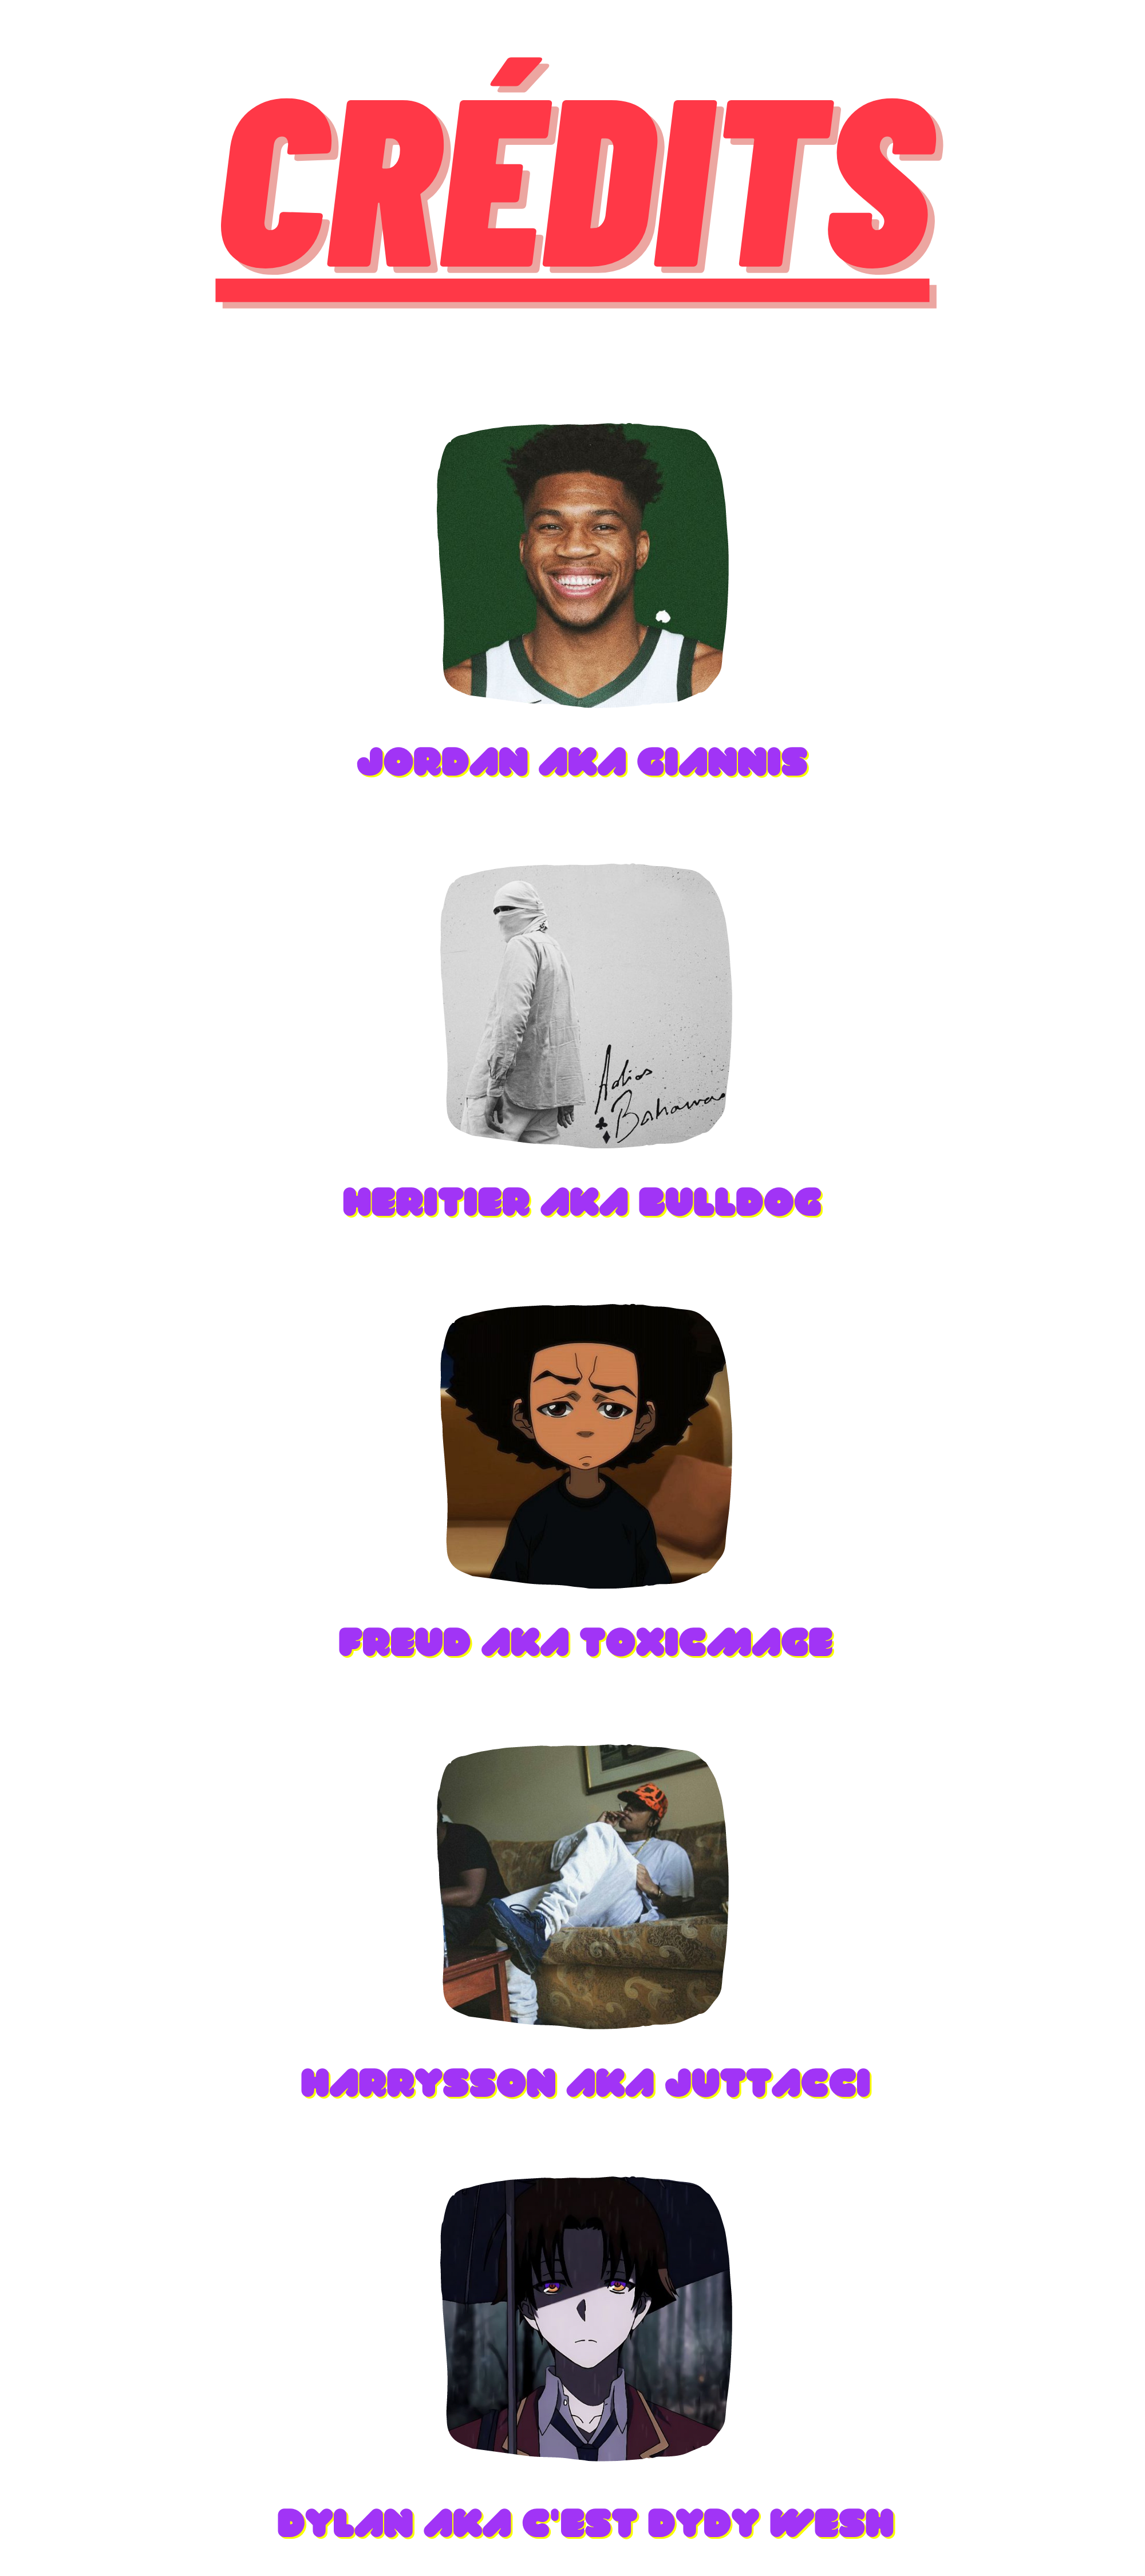 CRÉDITS
JORDAN AKA GIANNIS
Adios
Bahamas
HERITIER AKA BULLDOG
FREUD AKA TOXICMAGE
HARRYSSON AKA JUTTACCI
DYLAN AKA C'EST DYDY WESH